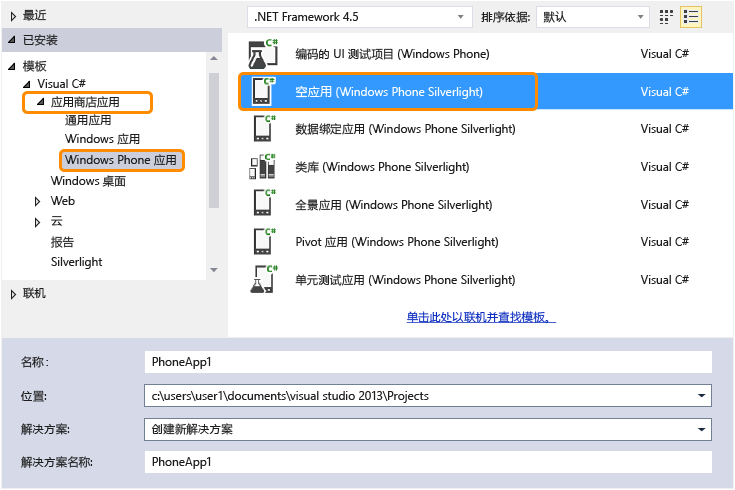 最近
.NET Framework 4.5
排序依据:
默认
已安装
模板
Visual C#
应用商店应用
通用应用
Windows 应用
Windows Phone 应用
Windows 桌面
Web
云
报告
Silverlight
联机
编码的 UI 测试项目 (Windows Phone)
Visual C#
空应用 (Windows Phone Silverlight)
Visual C#
数据绑定应用 (Windows Phone Silverlight)
Visual C#
类库 (Windows Phone Silverlight)
Visual C#
全景应用 (Windows Phone Silverlight)
Visual C#
Pivot 应用 (Windows Phone Silverlight)
Visual C#
单元测试应用 (Windows Phone Silverlight)
Visual C#
单击此处以联机并查找模板。
名称:
PhoneApp1
位置:
c:\users\user1\documents\visual studio 2013\Projects
解决方案:
创建新解决方案
解决方案名称:
PhoneApp1